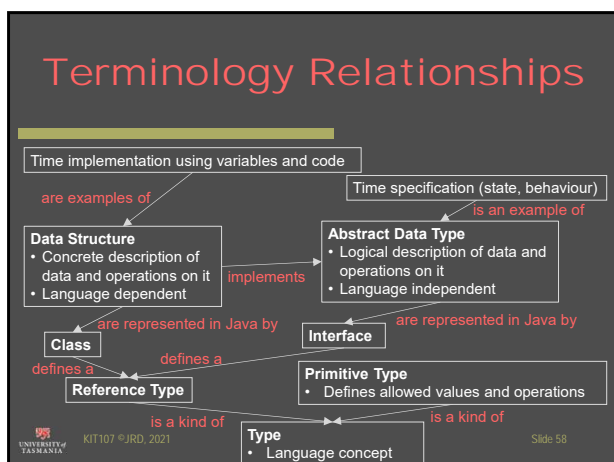 Terminology Relationships
Time implementation using variables and code
are examples of
Time specification (state, behaviour)
is an example of
Data Structure
• Concrete description of
data and operations on it
• Language dependent
implements
Abstract Data Type
• Logical description of data and
operations on it
• Language independent
are represented in Java by
are represented in Java by
Class
Interface
defines a
defines a
Reference Type
Primitive Type
• Defines allowed values and operations
is a kind of
is a kind of
Type
• Language concept
UNIVERSITY of
TASMANIA
KIT107 ©JRD, 2021
Slide 58